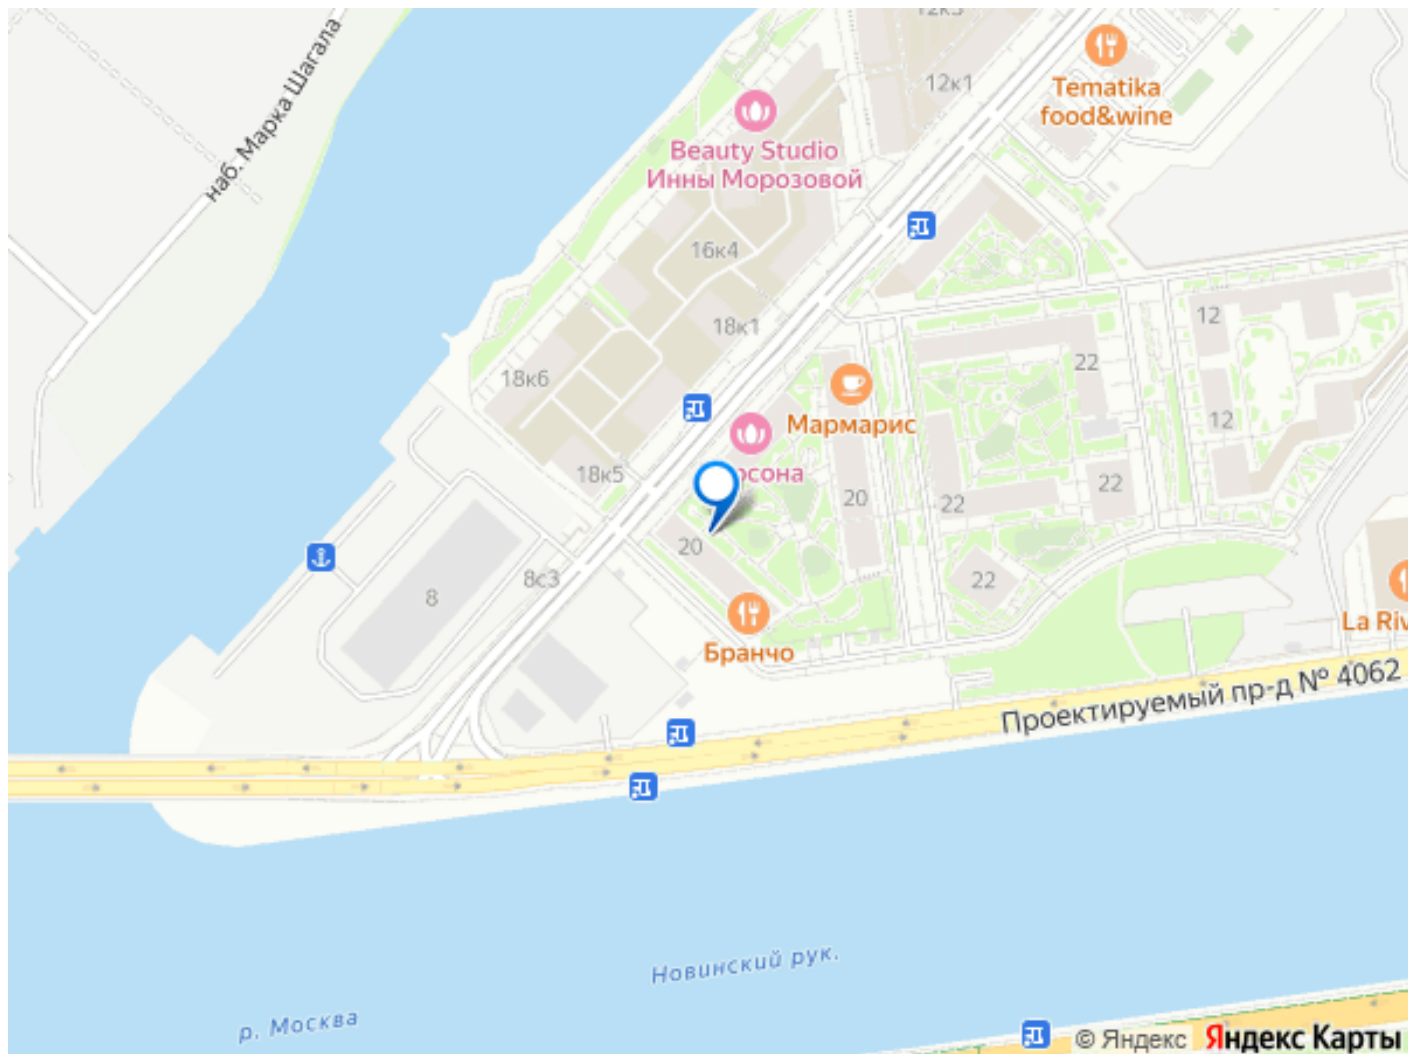 12к3
наб. Марка Шагала
12к1
Tematika
food&wine
Beauty Studio
Инны Морозовой
16к4
18к1
12
22
18к6
Мармарис
12
18к5
20
22
22
20
8с3
22
8
La Riv
Бранчо
Проектируемый пр-д № 4062
Новинский рук.
р. Москва
© Яндекс Яндекс Карты